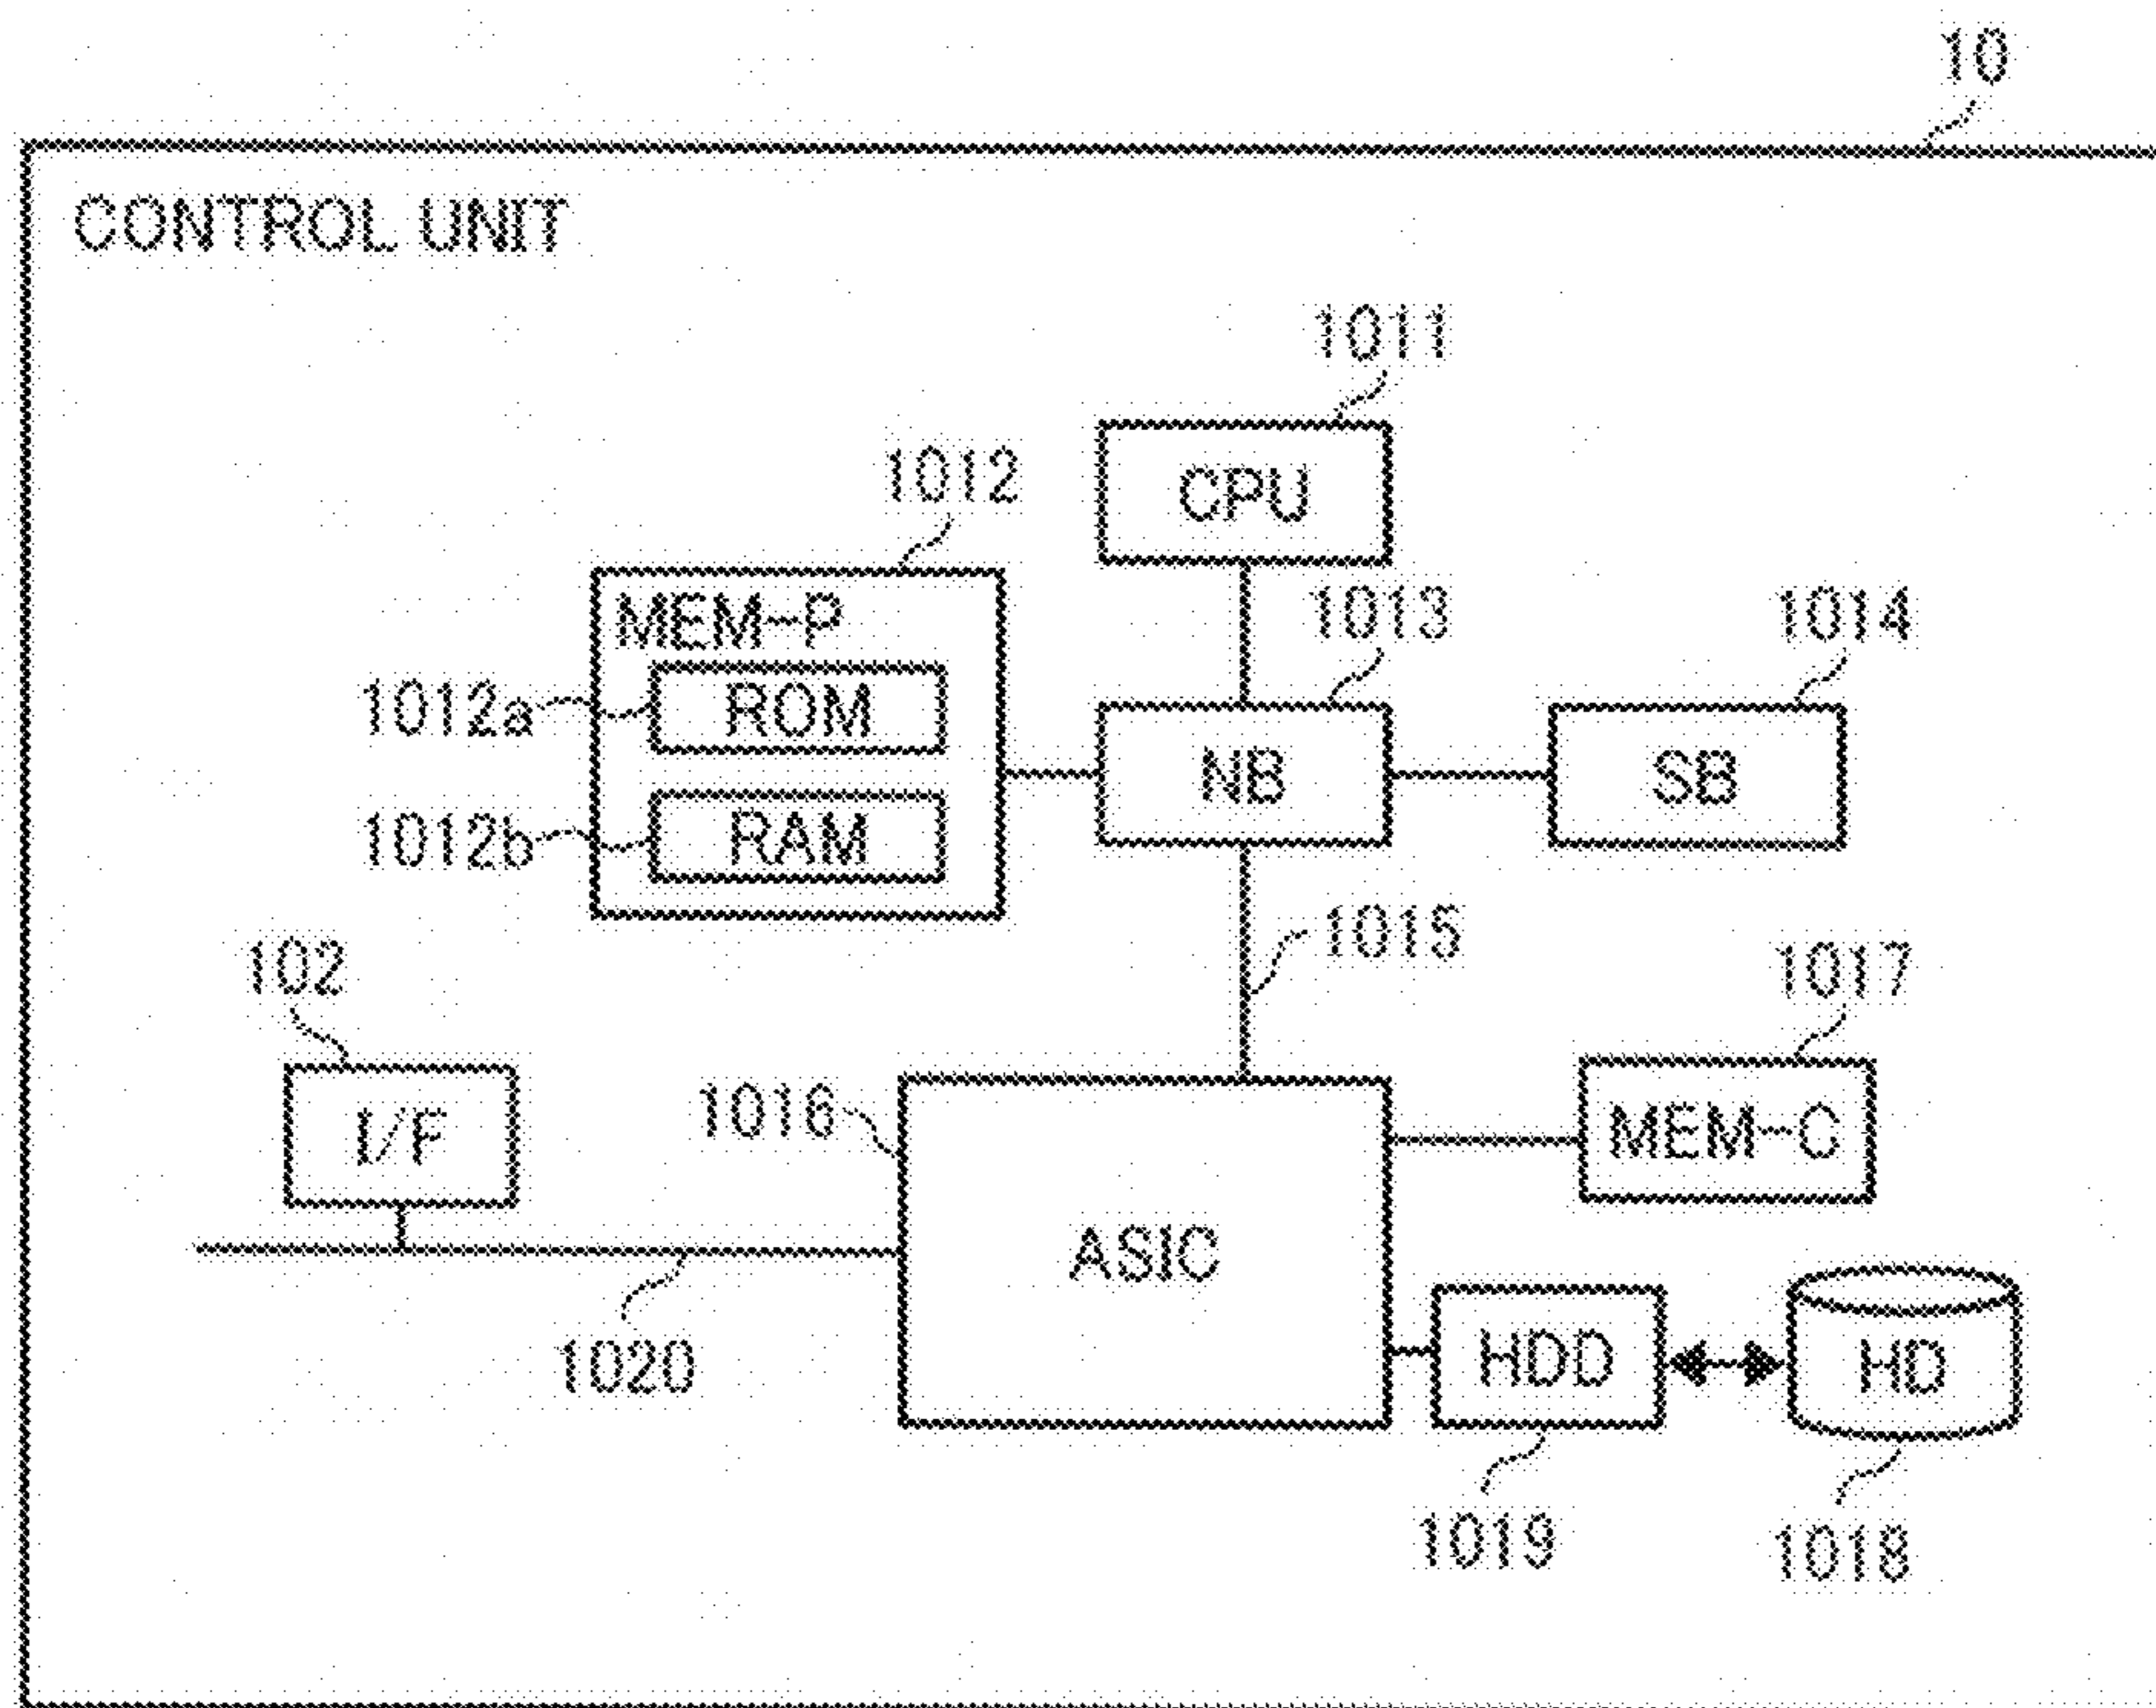 10
CONTROL UNIT
1011
CPU
1012
MEM-P
1012a
ROM
1012b
RAM
1013
NB
1014
SB
1015
102
I/F
1016
ASIC
1017
MEM-C
1020
HDD
HD
1019
1018